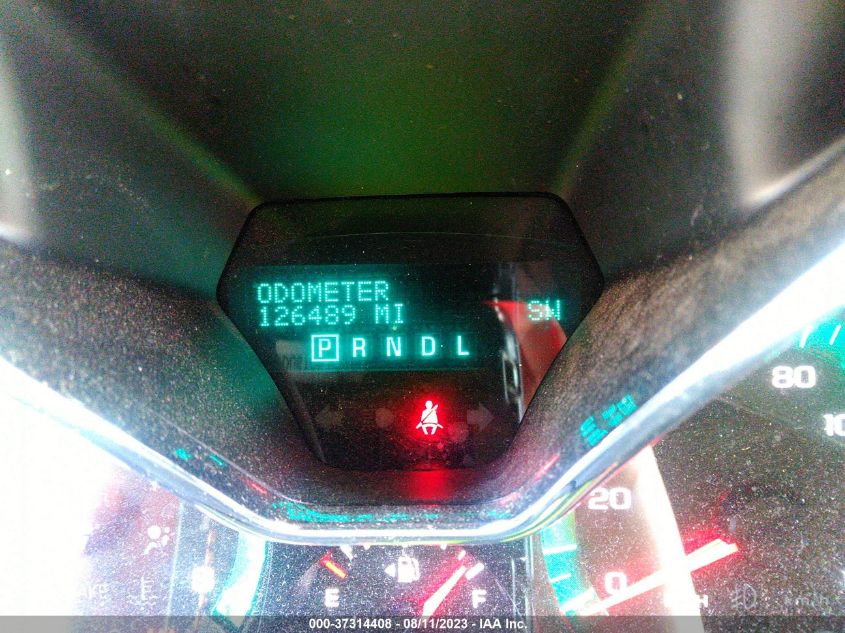 ODOMETER
126489 MI SW
P R N D L
80
20
0
E F
000-37314408 - 08/11/2023 - IAA Inc.